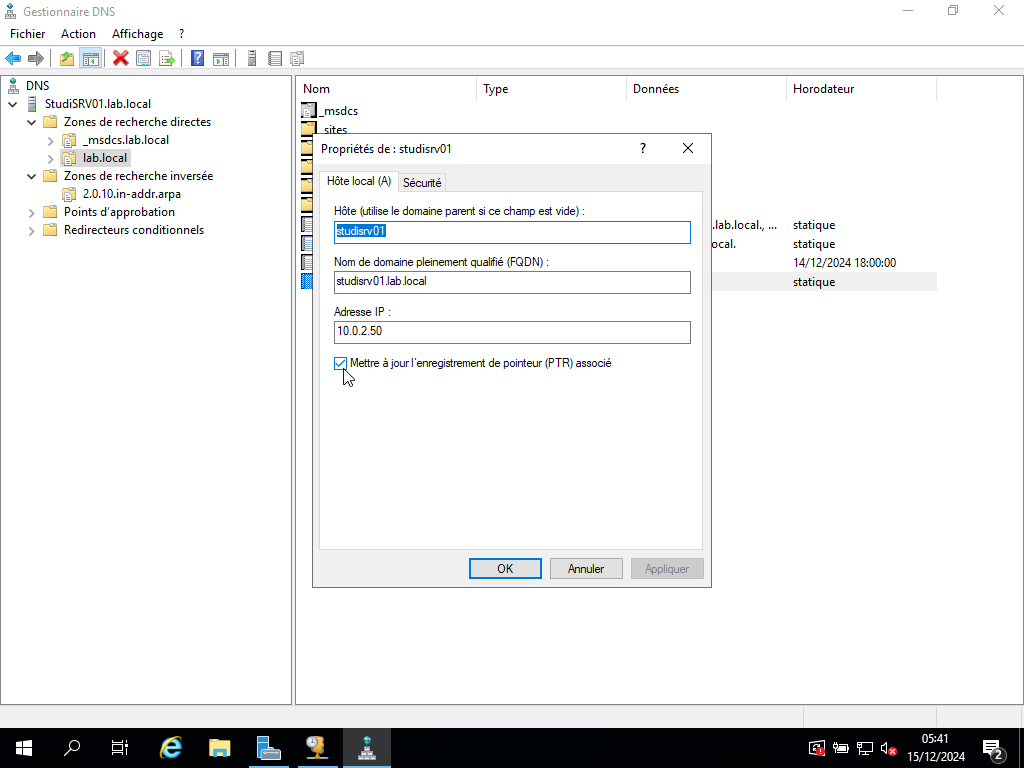 Gestionnaire DNS
Fichier Action Affichage ?
DNS
StudiSRV01.lab.local
Zones de recherche directes
_msdcs.lab.local
lab.local
Zones de recherche inversée
2.0.10.in-addr.arpa
Points d'approbation
Redirecteurs conditionnels
Nom Type Données Horodateur
_msdcs
_sites
.lab.local., ... statique
ocal. statique
14/12/2024 18:00:00
statique
Propriétés de : studisrv01
?
Hôte local (A) Sécurité
Hôte (utilise le domaine parent si ce champ est vide) :
studisrv01
Nom de domaine pleinement qualifié (FQDN) :
studisrv01.lab.local
Adresse IP :
10.0.2.50
Mettre à jour l'enregistrement de pointeur (PTR) associé
OK Annuler Appliquer
05:41
15/12/2024
2